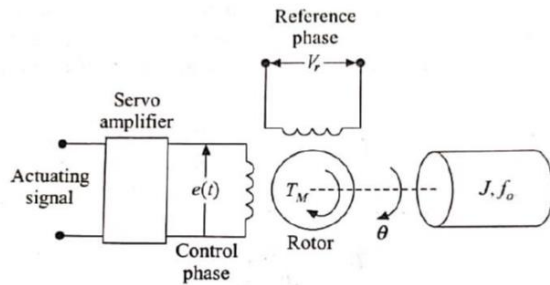 Reference
phase
V_r
Servo
amplifier
Actuating
signal
e(t)
T_M
J, f_o
θ
Rotor
Control
phase